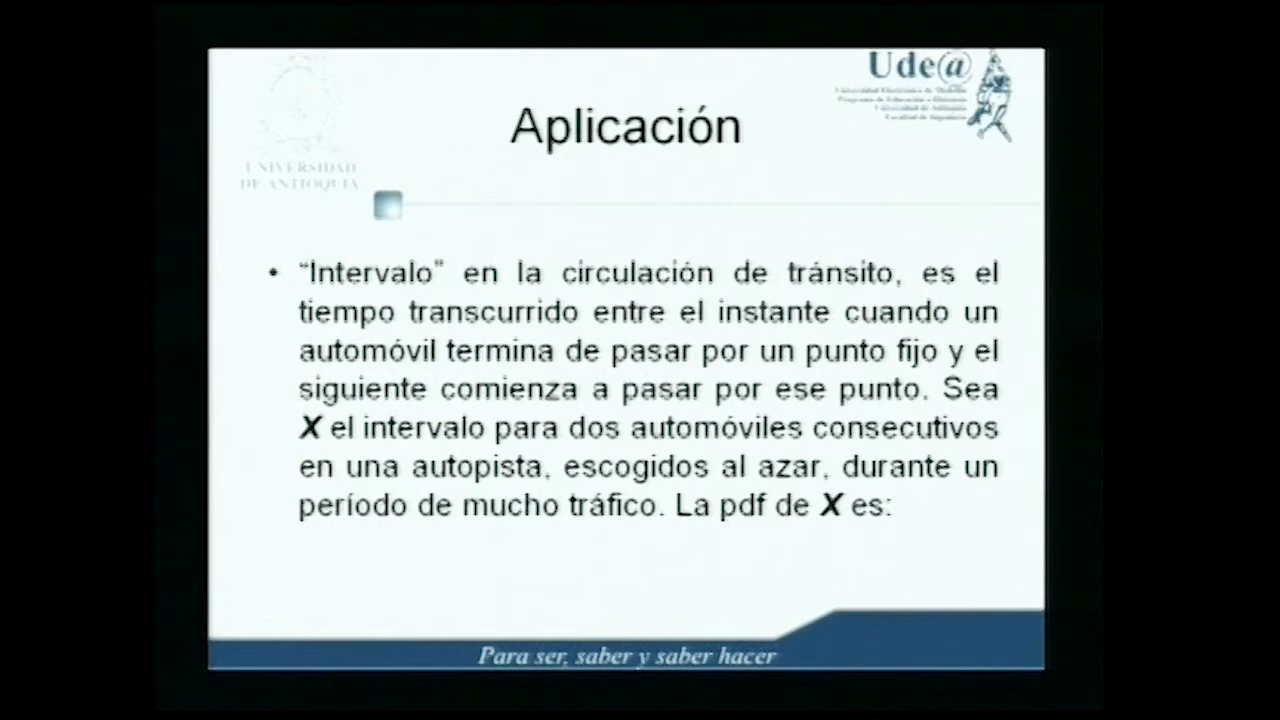 Ude@
UNIVERSIDAD
DE ANTIOQUIA
Aplicación
• “Intervalo” en la circulación de tránsito, es el
tiempo transcurrido entre el instante cuando un
automóvil termina de pasar por un punto fijo y el
siguiente comienza a pasar por ese punto. Sea
X el intervalo para dos automóviles consecutivos
en una autopista, escogidos al azar, durante un
período de mucho tráfico. La pdf de X es:
Para ser, saber y saber hacer